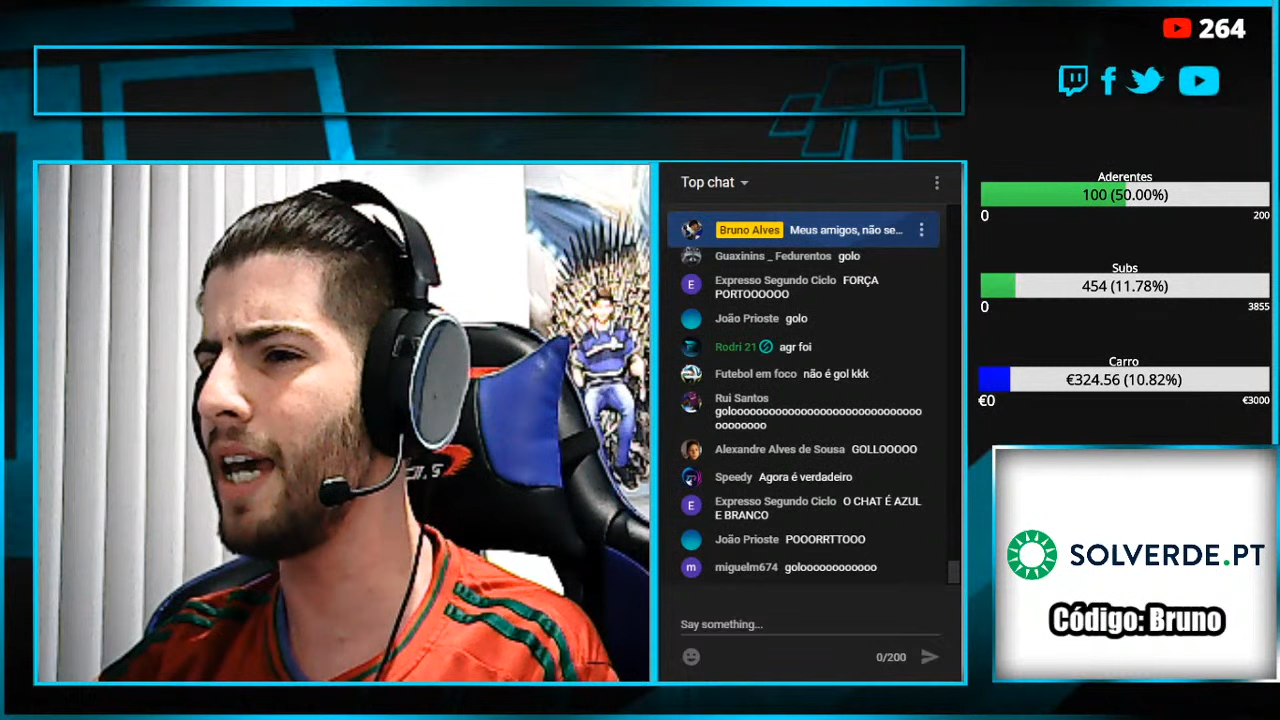 264
Top chat
Bruno Alves Meus amigos, não se...
Guaxinins _ Fedurentos golo
Expresso Segundo Ciclo FORÇA
PORTOOOOOO
João Prioste golo
Rodri 21 agr foi
Futebol em foco não é gol kkk
Rui Santos
golooooooooooooooooooooooooooooooo
oooooooo
Alexandre Alves de Sousa GOLLOOOOO
Speedy Agora é verdadeiro
Expresso Segundo Ciclo O CHAT É AZUL
E BRANCO
João Prioste POOORRTTOOO
m miguelm674 goloooooooooooo
Say something...
0/200
Aderentes
100 (50.00%)
0 200
Subs
454 (11.78%)
0 3855
Carro
€324.56 (10.82%)
€0 €3000
SOLVERDE.PT
Código: Bruno